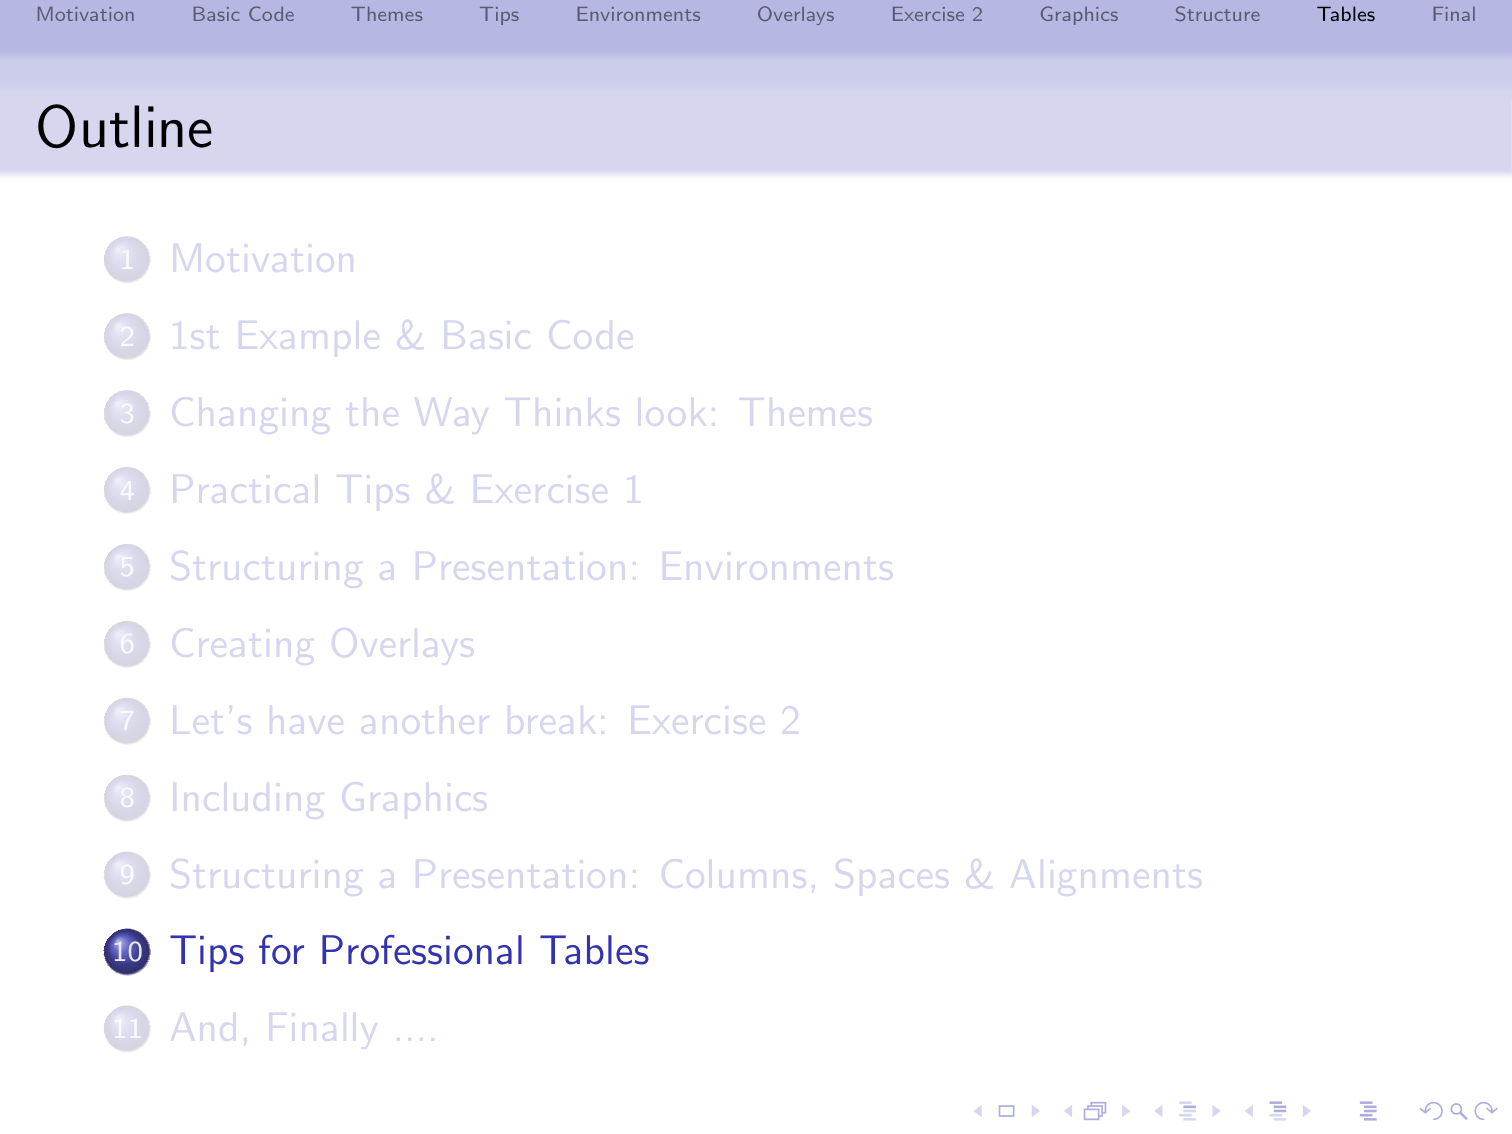 Motivation Basic Code Themes Tips Environments Overlays Exercise 2 Graphics Structure Tables Final
Outline
1 Motivation
2 1st Example & Basic Code
3 Changing the Way Thinks look: Themes
4 Practical Tips & Exercise 1
5 Structuring a Presentation: Environments
6 Creating Overlays
7 Let's have another break: Exercise 2
8 Including Graphics
9 Structuring a Presentation: Columns, Spaces & Alignments
10 Tips for Professional Tables
11 And, Finally ....